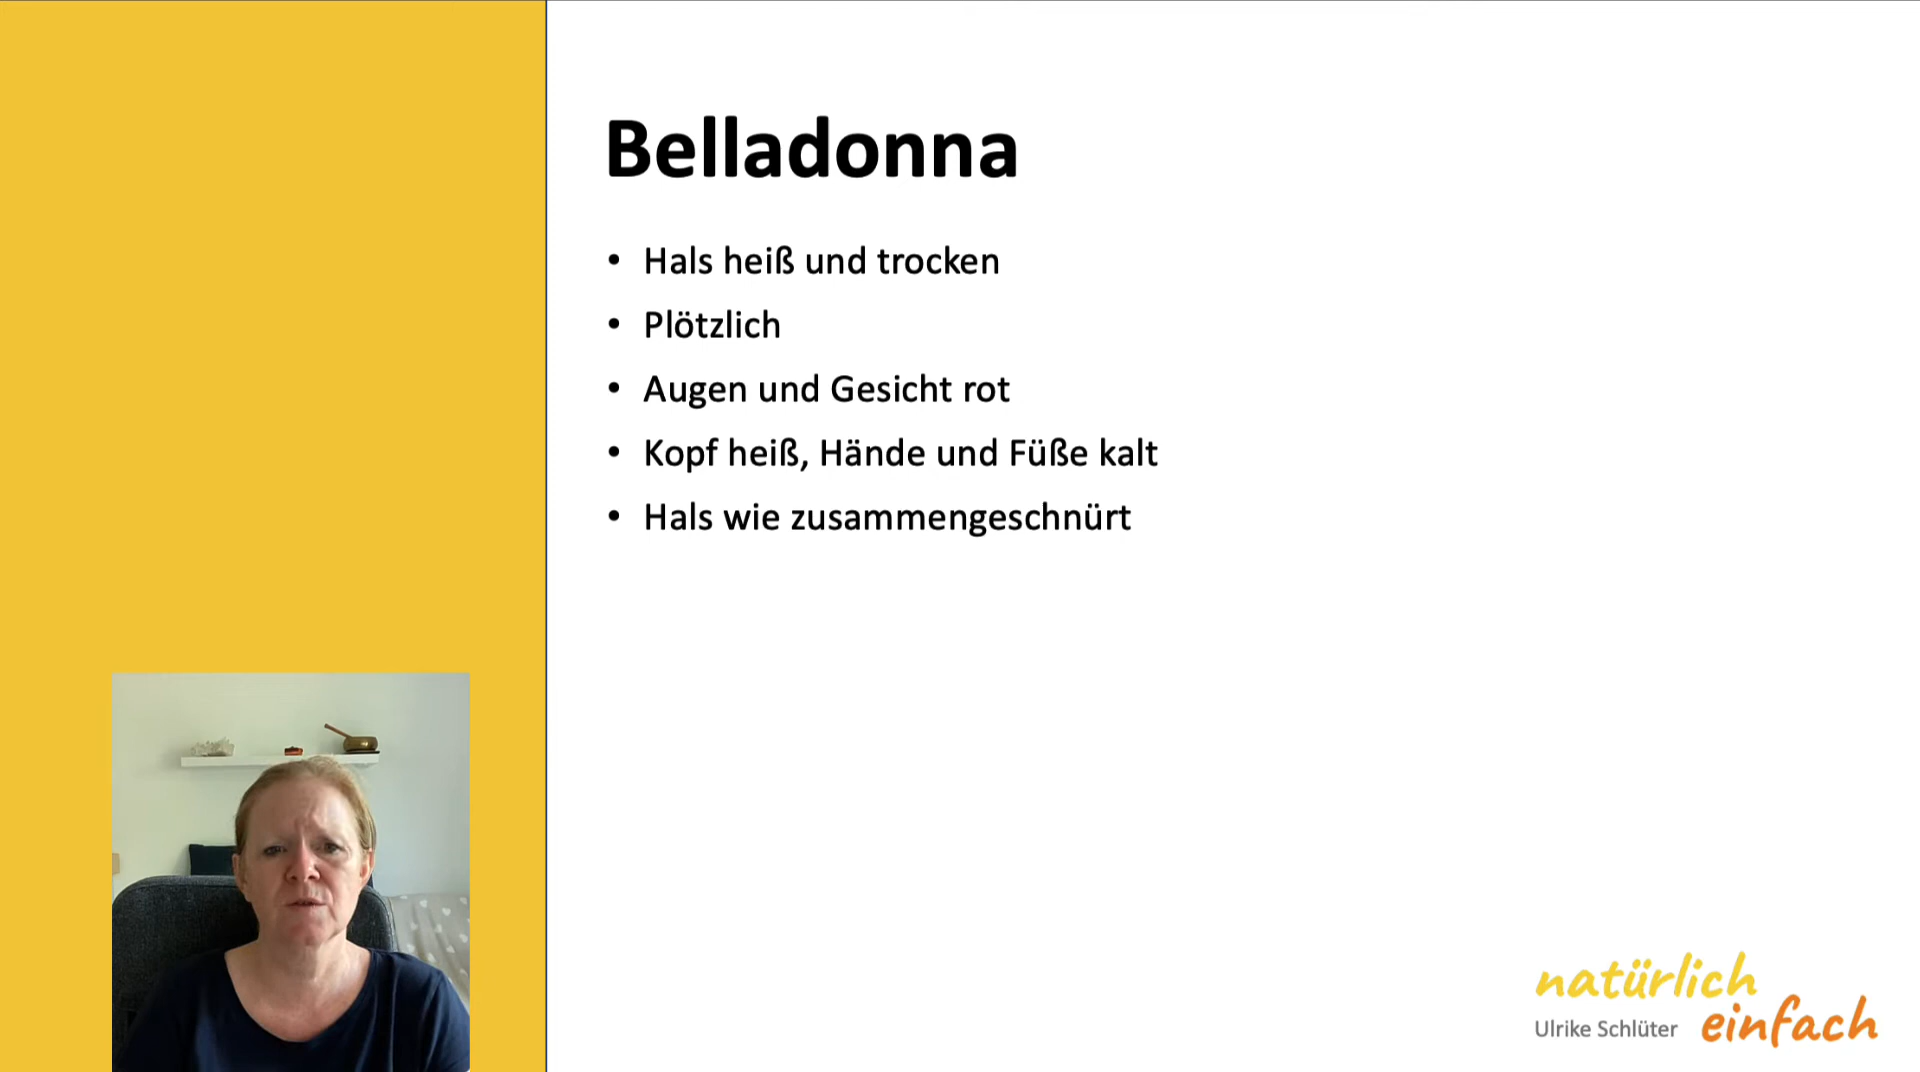 Belladonna
• Hals heiß und trocken
• Plötzlich
• Augen und Gesicht rot
• Kopf heiß, Hände und Füße kalt
• Hals wie zusammengeschnürt
natürlich
Ulrike Schlüter einfach